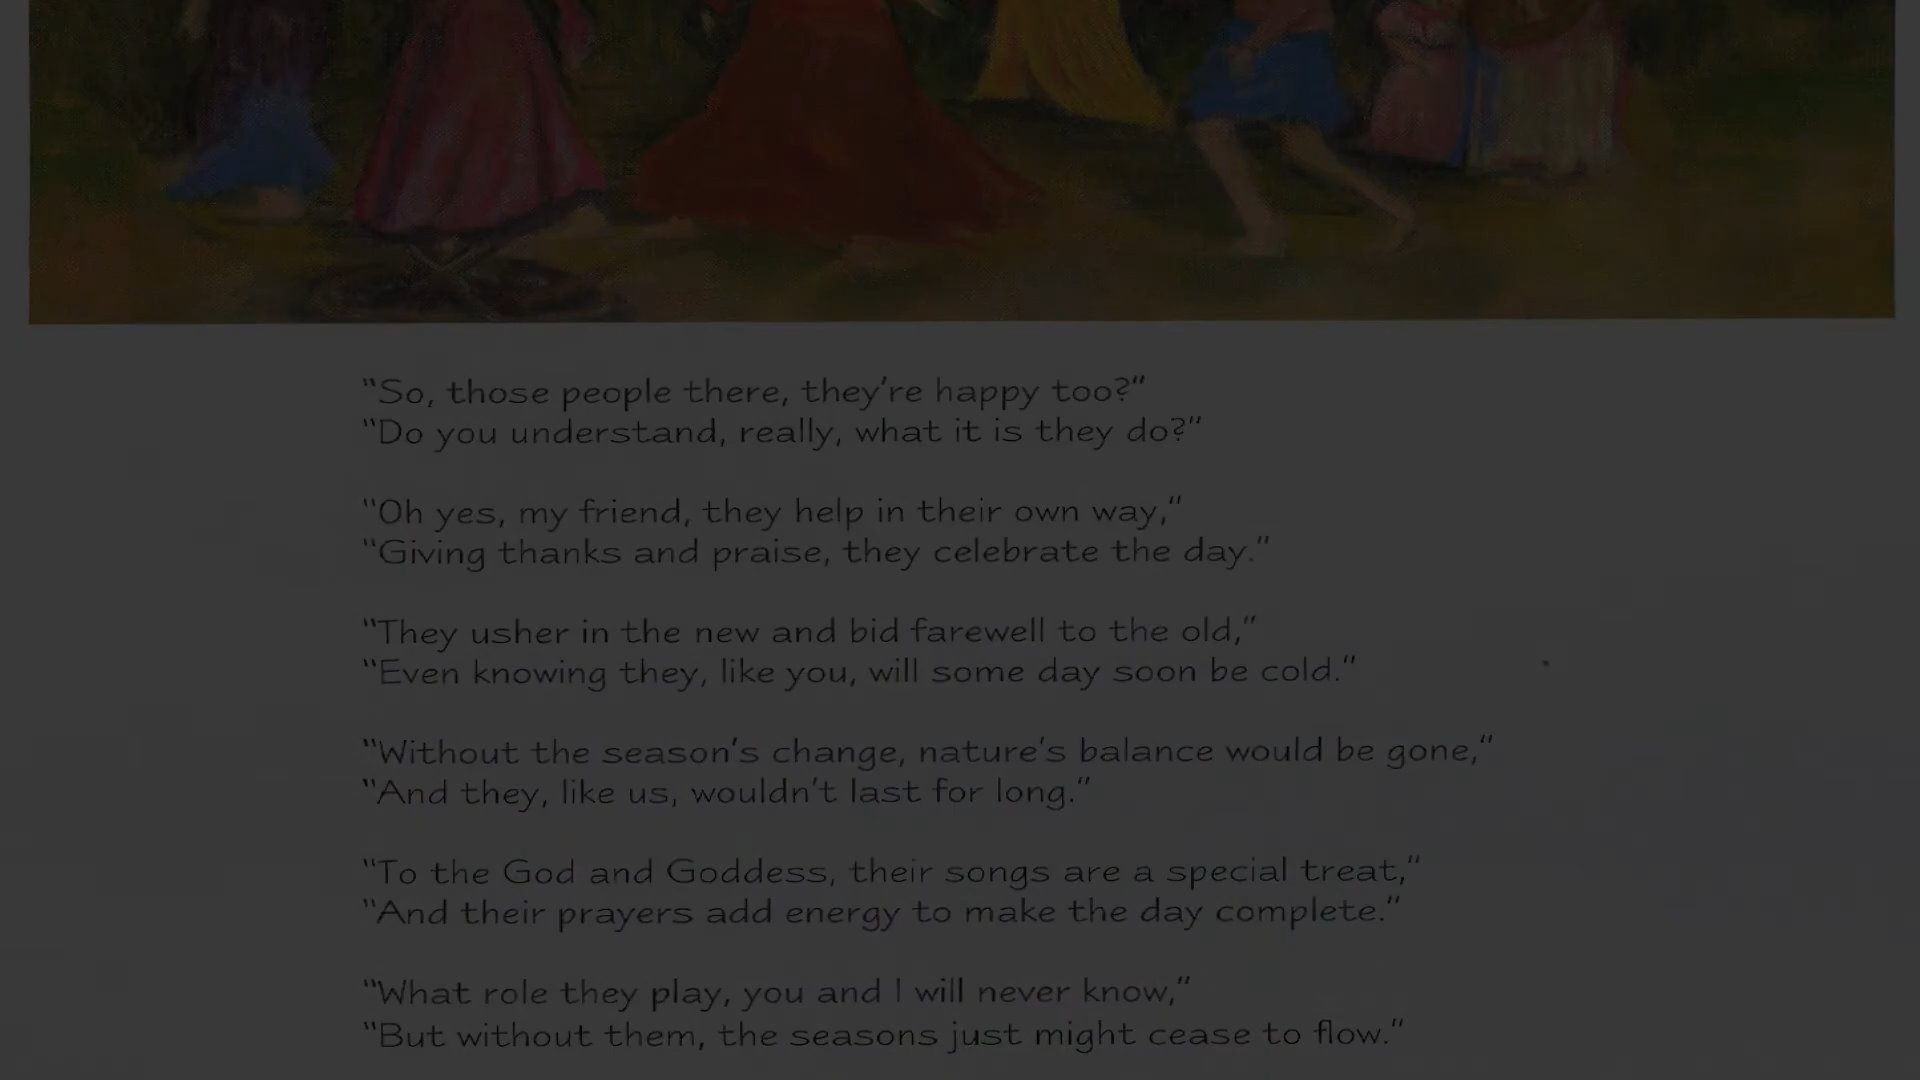 “So, those people there, they’re happy too?“
“Do you understand, really, what it is they do?”
“Oh yes, my friend, they help in their own way,”
“Giving thanks and praise, they celebrate the day.”
“They usher in the new and bid farewell to the old,”
“Even knowing they, like you, will some day soon be cold.”
“Without the season’s change, nature’s balance would be gone,”
“And they, like us, wouldn’t last for long.”
“To the God and Goddess, their songs are a special treat,”
“And their prayers add energy to make the day complete.”
“What role they play, you and I will never know,”
“But without them, the seasons just might cease to flow.”